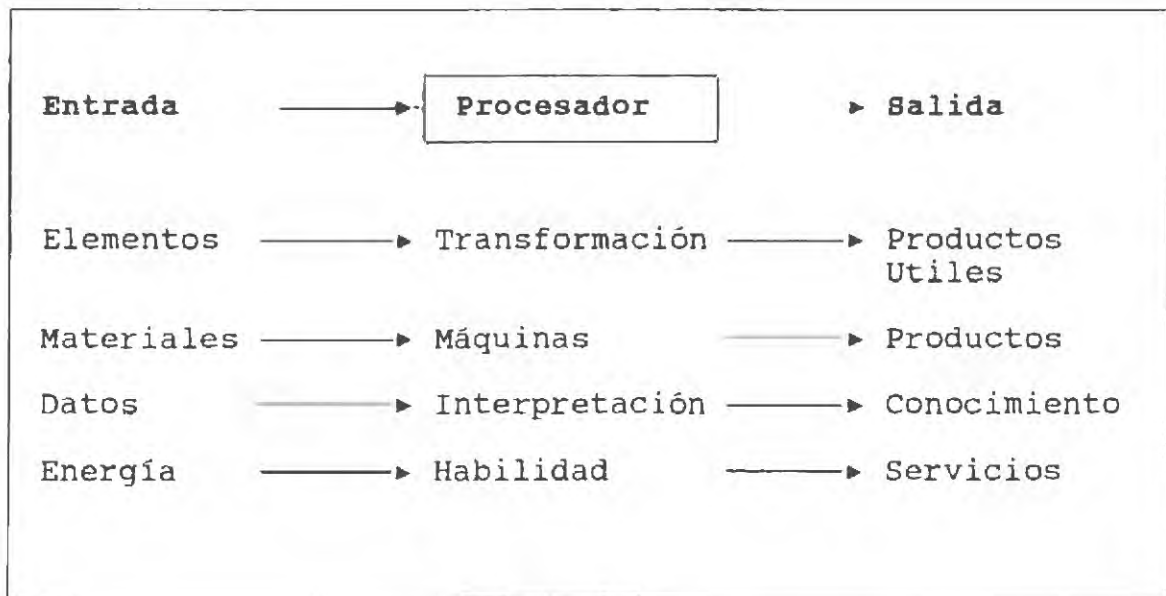 Entrada Procesador Salida
Elementos Transformación Productos
Utiles
Materiales Máquinas Productos
Datos Interpretación Conocimiento
Energía Habilidad Servicios